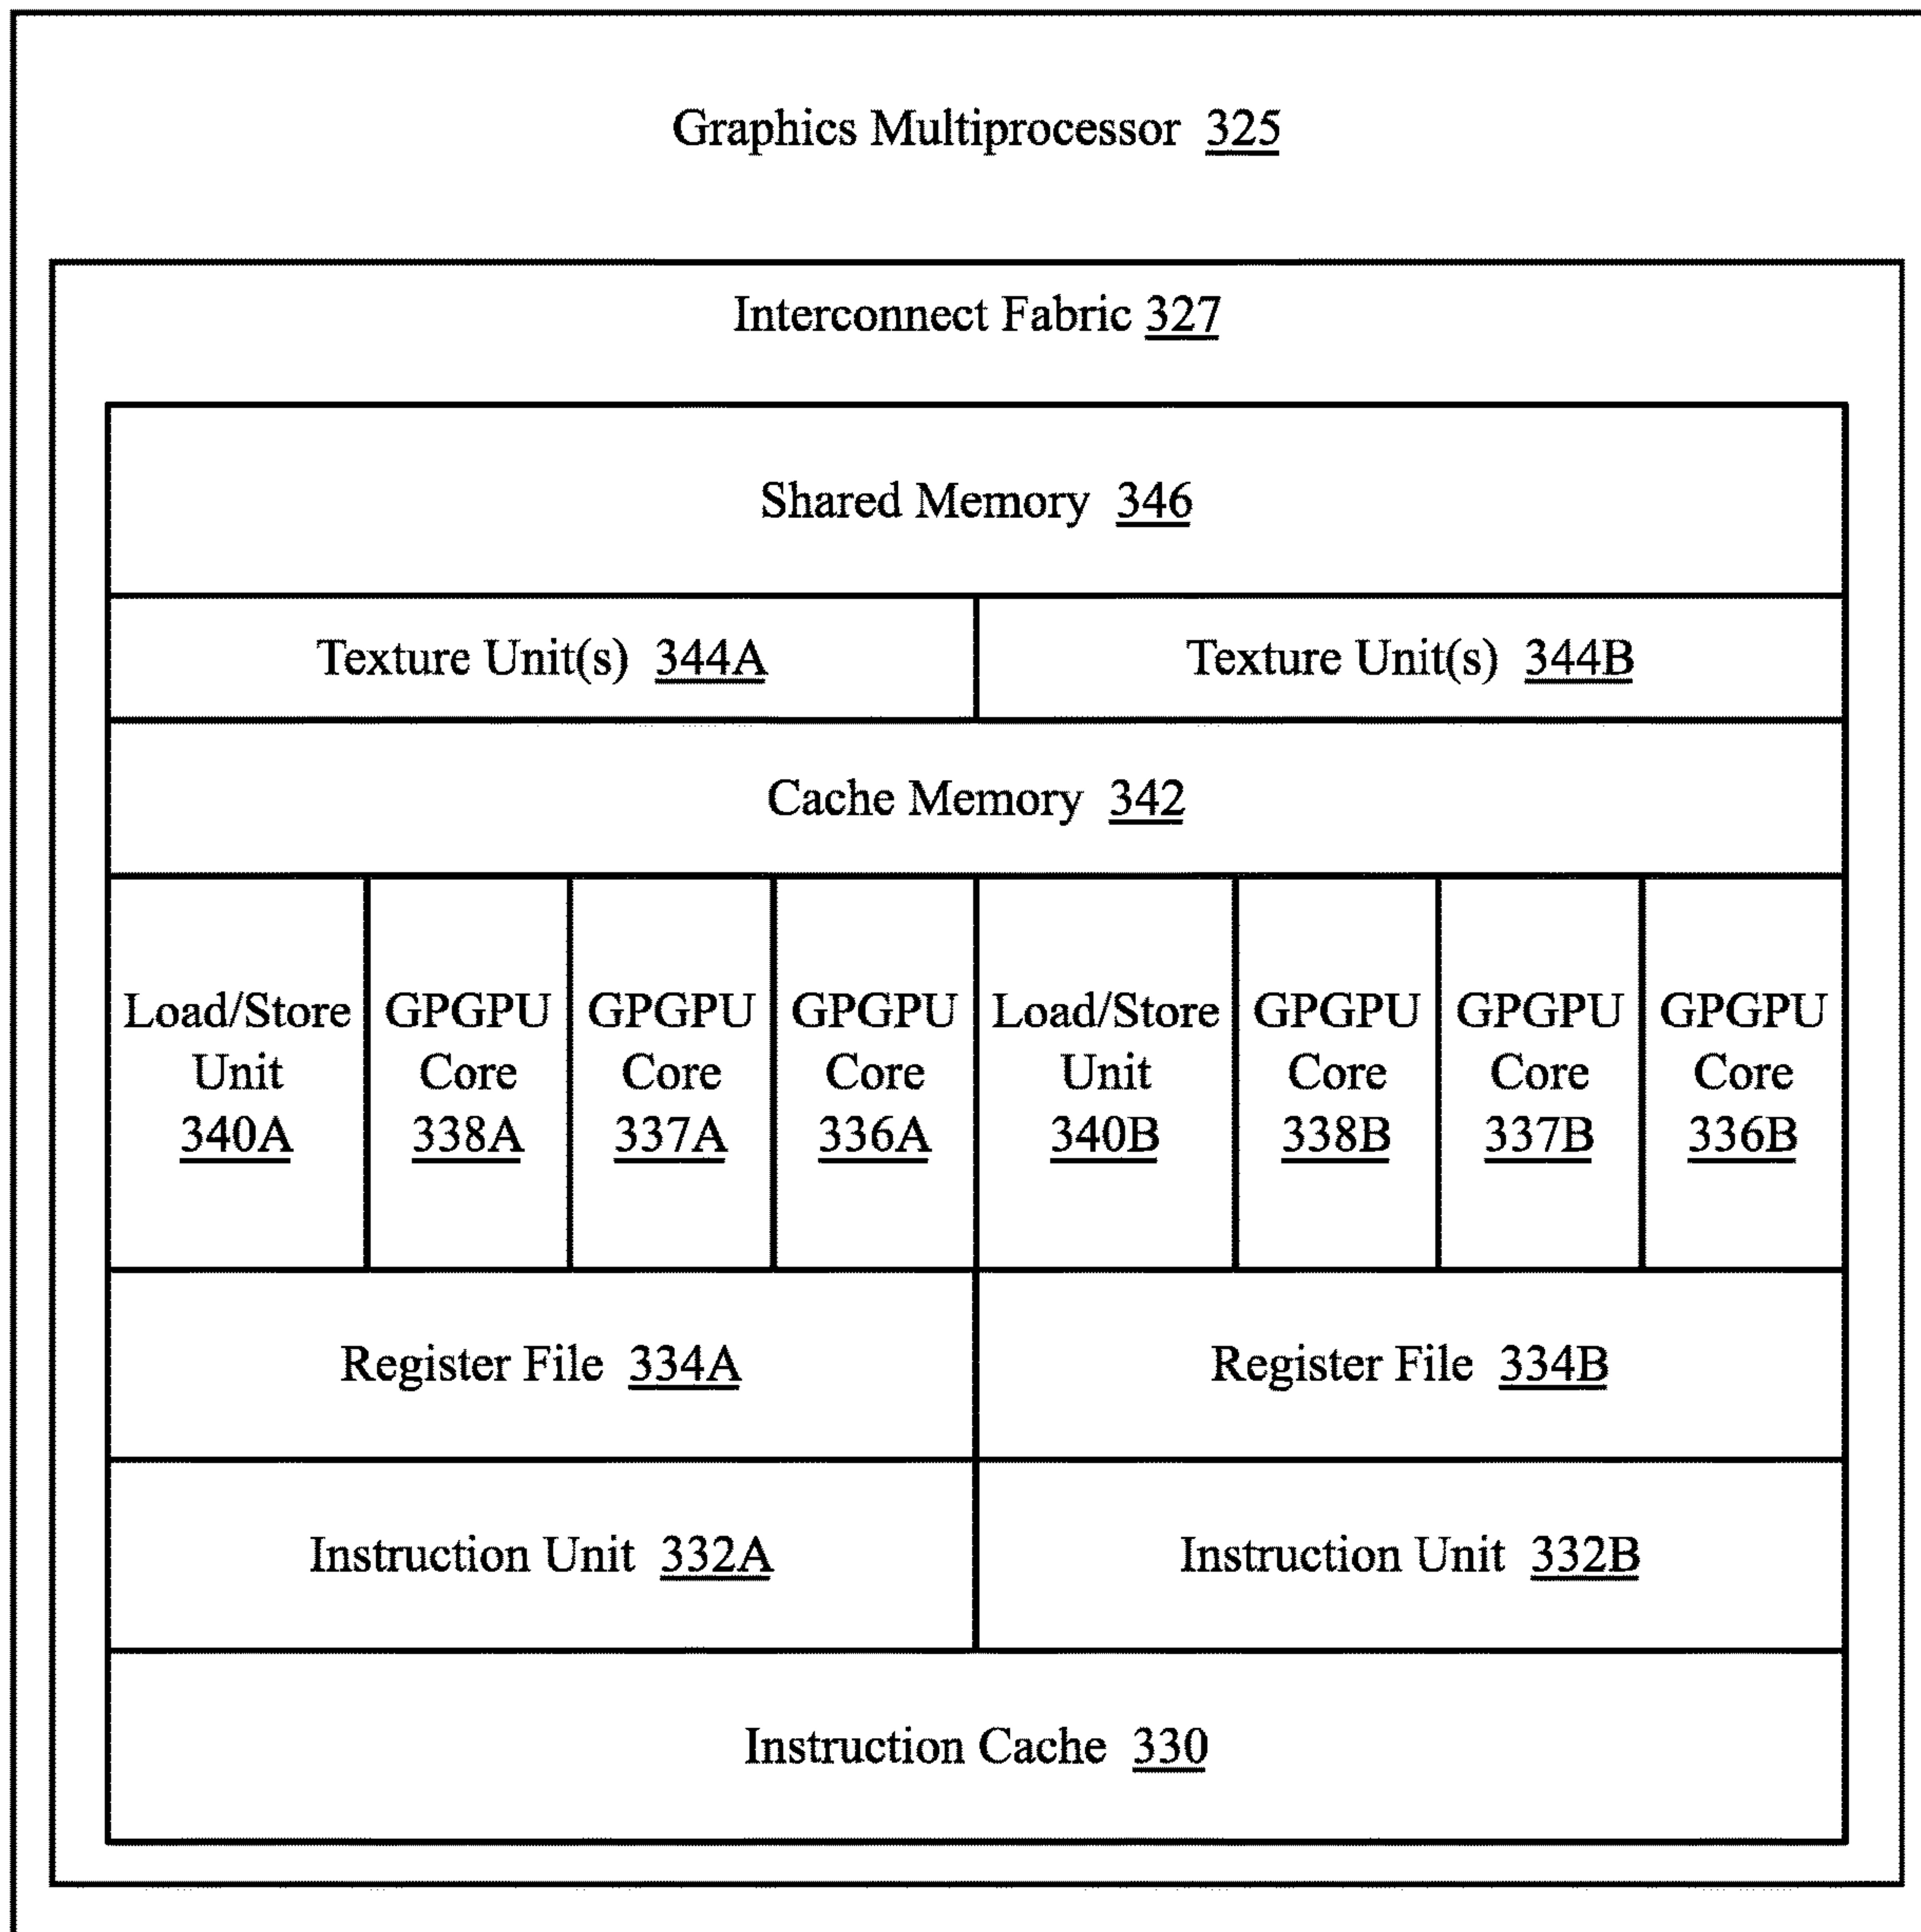 Graphics Multiprocessor 325
Interconnect Fabric 327
Shared Memory 346
Texture Unit(s) 344A
Texture Unit(s) 344B
Cache Memory 342
Load/Store
Unit
340A
GPGPU
Core
338A
GPGPU
Core
337A
GPGPU
Core
336A
Load/Store
Unit
340B
GPGPU
Core
338B
GPGPU
Core
337B
GPGPU
Core
336B
Register File 334A
Register File 334B
Instruction Unit 332A
Instruction Unit 332B
Instruction Cache 330